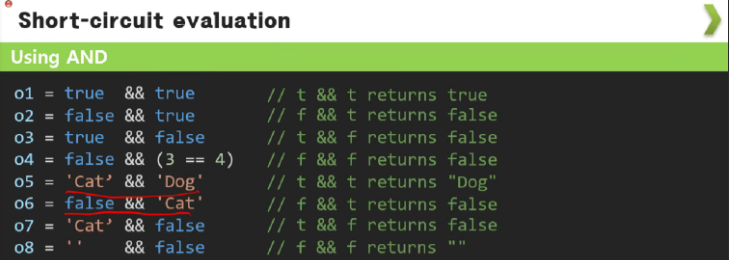 Short-circuit evaluation
Using AND
o1 = true && true // t && t returns true
o2 = false && true // f && t returns false
o3 = true && false // t && f returns false
o4 = false && (3 == 4) // f && f returns false
o5 = 'Cat’ && 'Dog' // t && t returns "Dog"
o6 = false && 'Cat' // f && t returns false
o7 = 'Cat’ && false // t && f returns false
o8 = '' && false // f && f returns ""